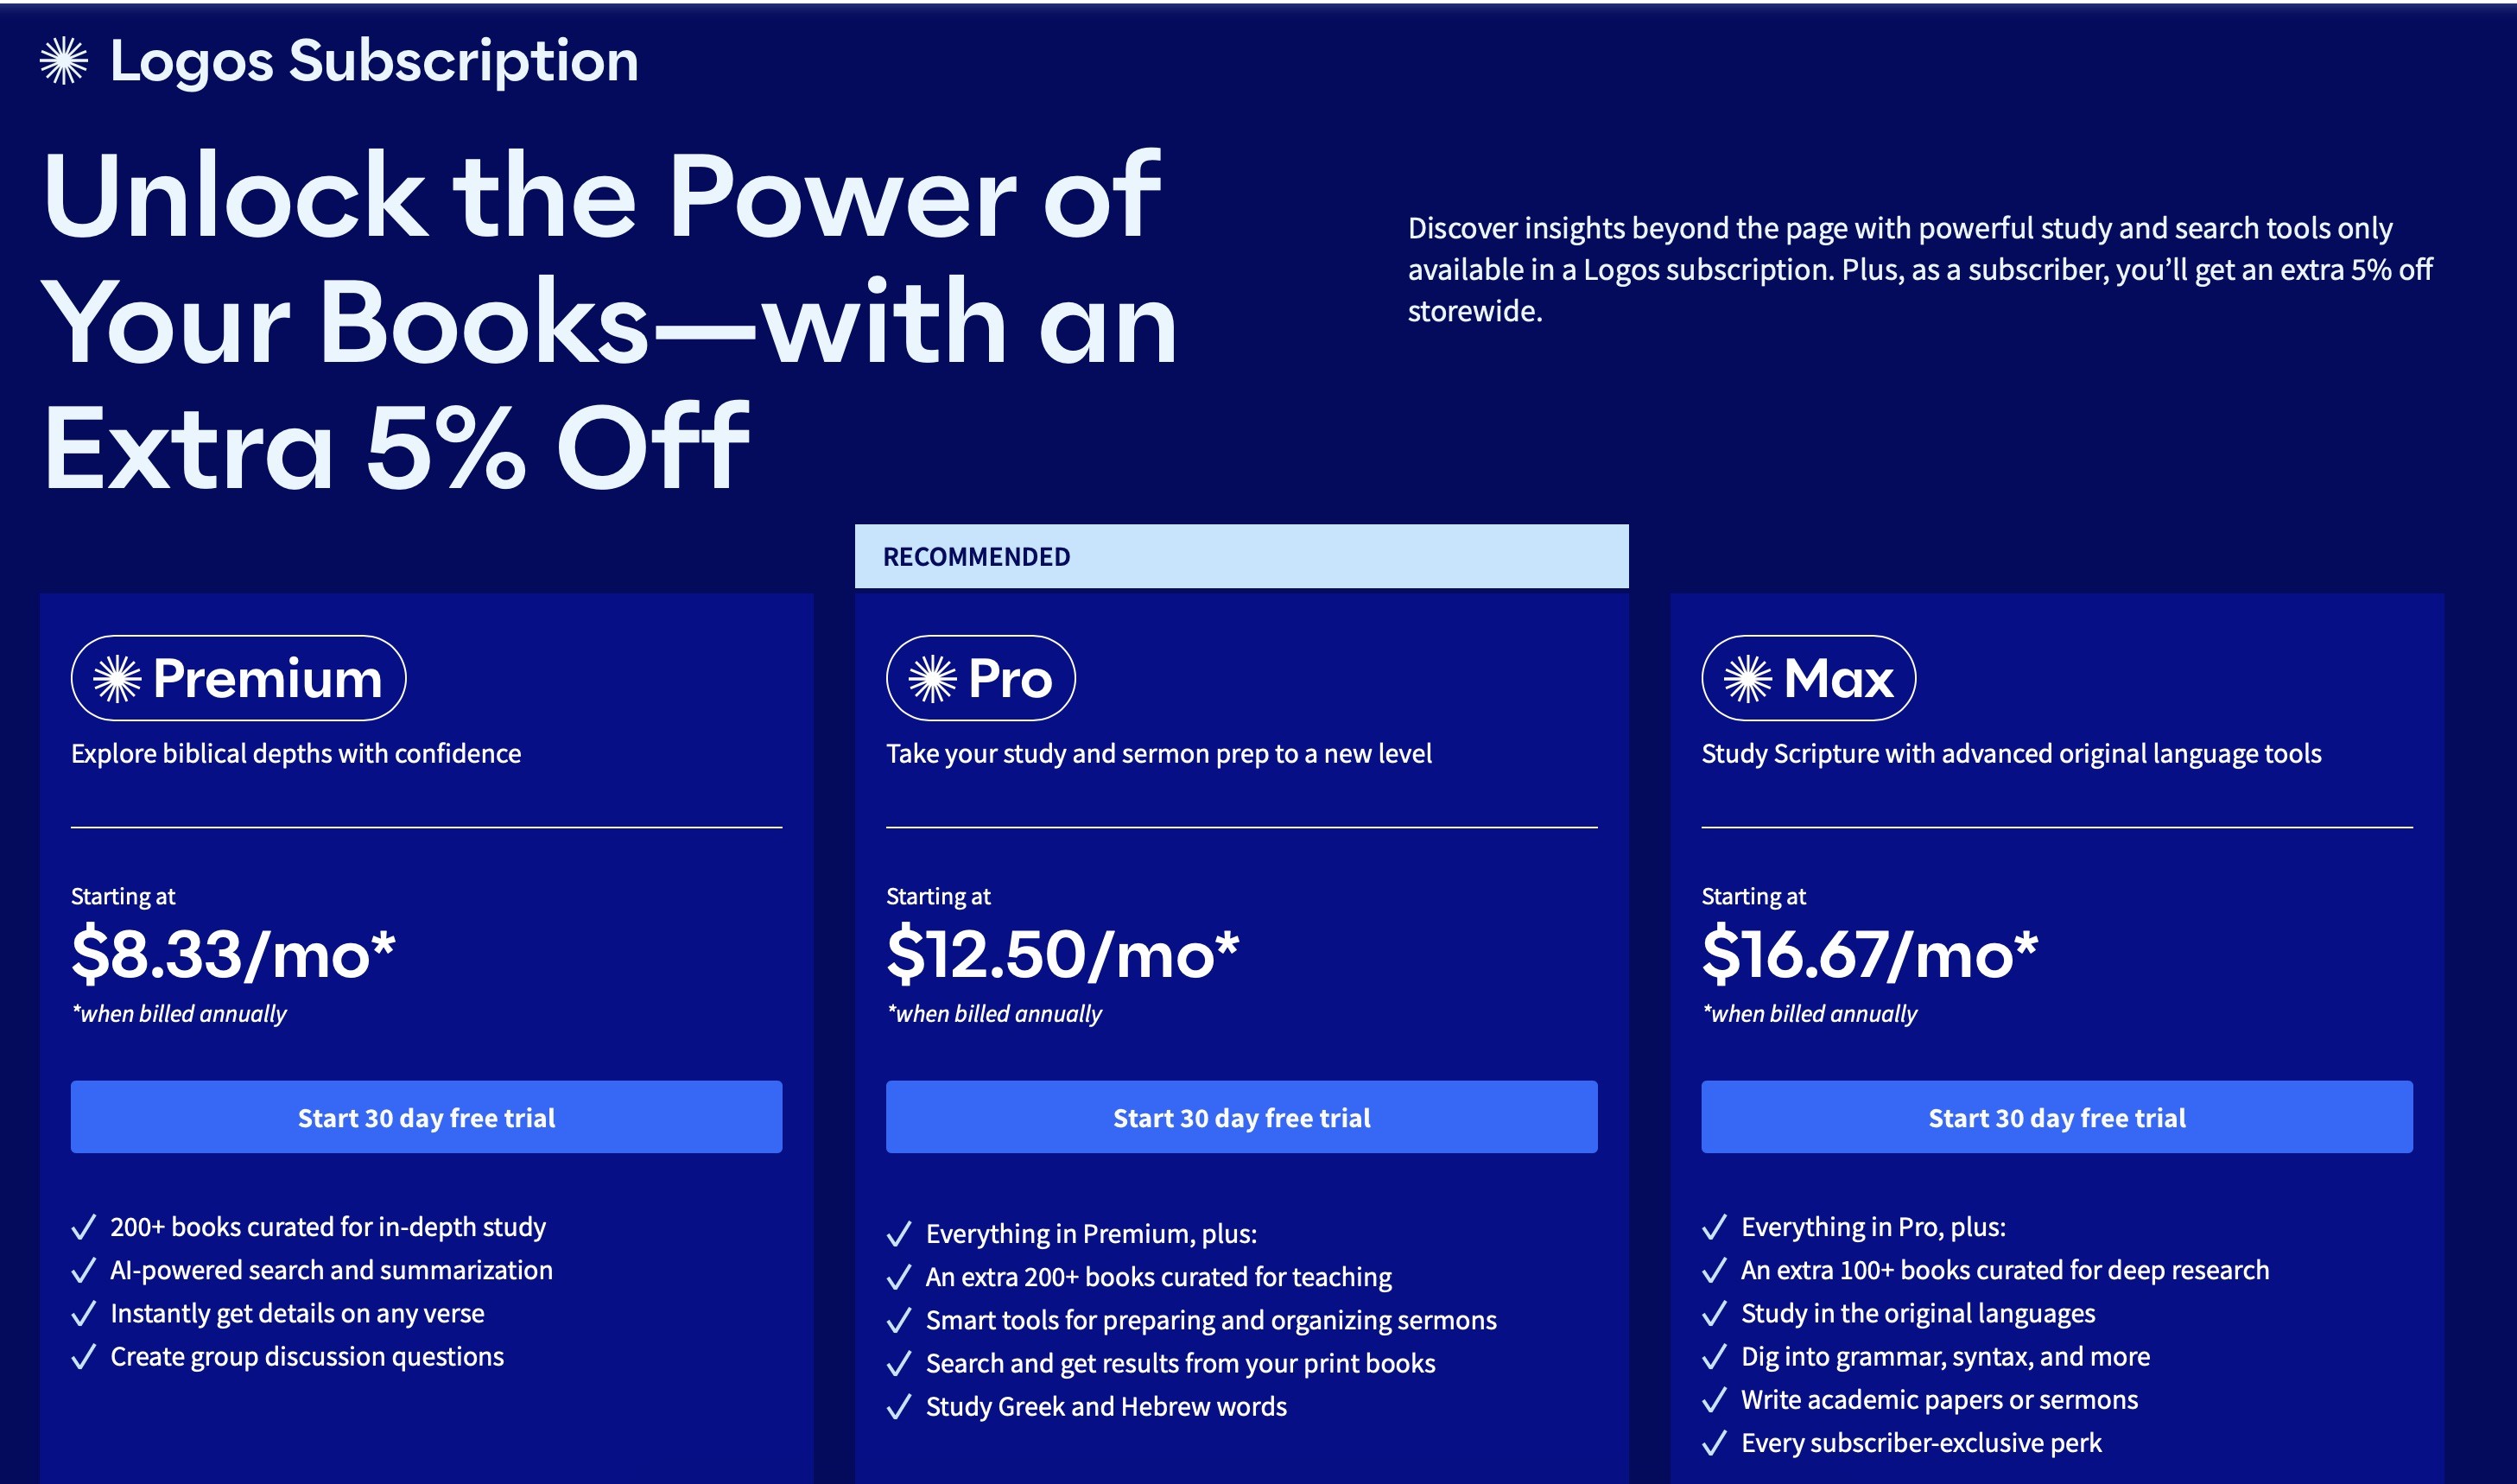 Logos Subscription
Unlock the Power of
Your Books—with an
Extra 5% Off
Discover insights beyond the page with powerful study and search tools only
available in a Logos subscription. Plus, as a subscriber, you’ll get an extra 5% off
storewide.
Premium
Explore biblical depths with confidence
Starting at
$8.33/mo*
*when billed annually
Start 30 day free trial
200+ books curated for in-depth study
AI-powered search and summarization
Instantly get details on any verse
Create group discussion questions
RECOMMENDED
Pro
Take your study and sermon prep to a new level
Starting at
$12.50/mo*
*when billed annually
Start 30 day free trial
Everything in Premium, plus:
An extra 200+ books curated for teaching
Smart tools for preparing and organizing sermons
Search and get results from your print books
Study Greek and Hebrew words
Max
Study Scripture with advanced original language tools
Starting at
$16.67/mo*
*when billed annually
Start 30 day free trial
Everything in Pro, plus:
An extra 100+ books curated for deep research
Study in the original languages
Dig into grammar, syntax, and more
Write academic papers or sermons
Every subscriber-exclusive perk